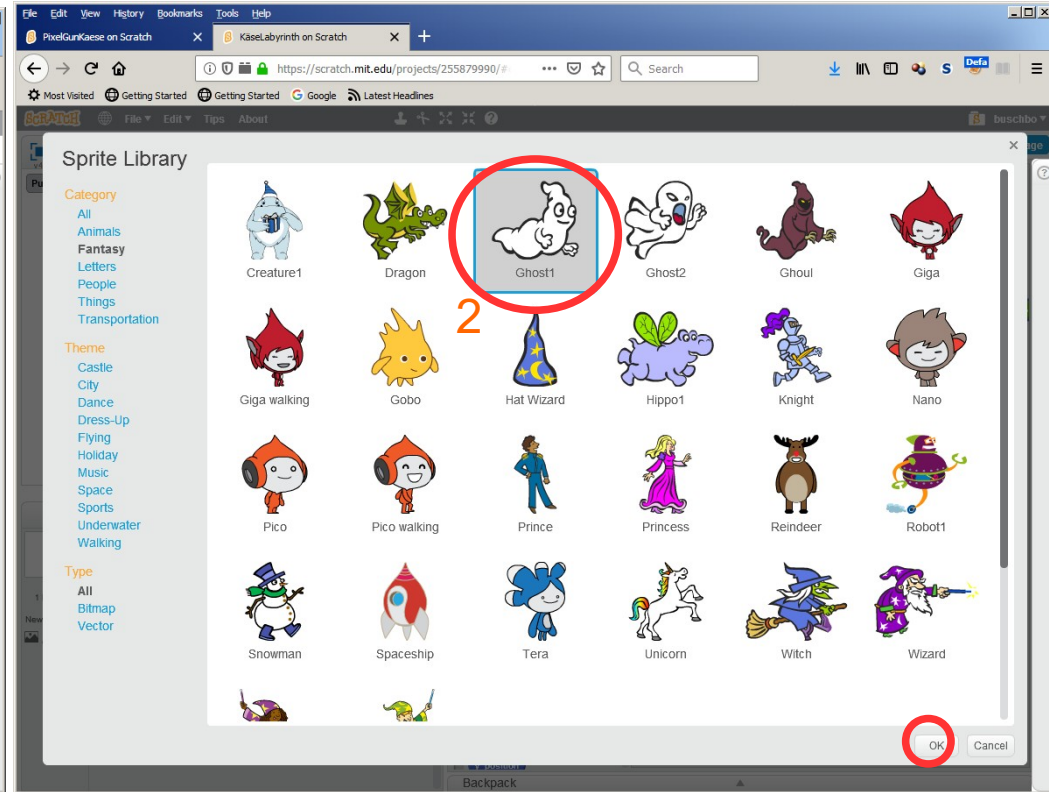 File Edit View History Bookmarks Tools Help
PixelGunKaese on Scratch
KäseLabyrinth on Scratch
https://scratch.mit.edu/projects/255879990/#
Search
S
Defa
Most Visited Getting Started Getting Started Google Latest Headlines
SCRATCH File Edit Tips About
buschbo
Sprite Library
Category
All
Animals
Fantasy
Letters
People
Things
Transportation
Theme
Castle
City
Dance
Dress-Up
Flying
Holiday
Music
Space
Sports
Underwater
Walking
Type
All
Bitmap
Vector
Creature1 Dragon Ghost1 Ghost2 Ghoul Giga
2
Giga walking Gobo Hat Wizard Hippo1 Knight Nano
Pico Pico walking Prince Princess Reindeer Robot1
Snowman Spaceship Tera Unicorn Witch Wizard
OK Cancel
New
Backpack